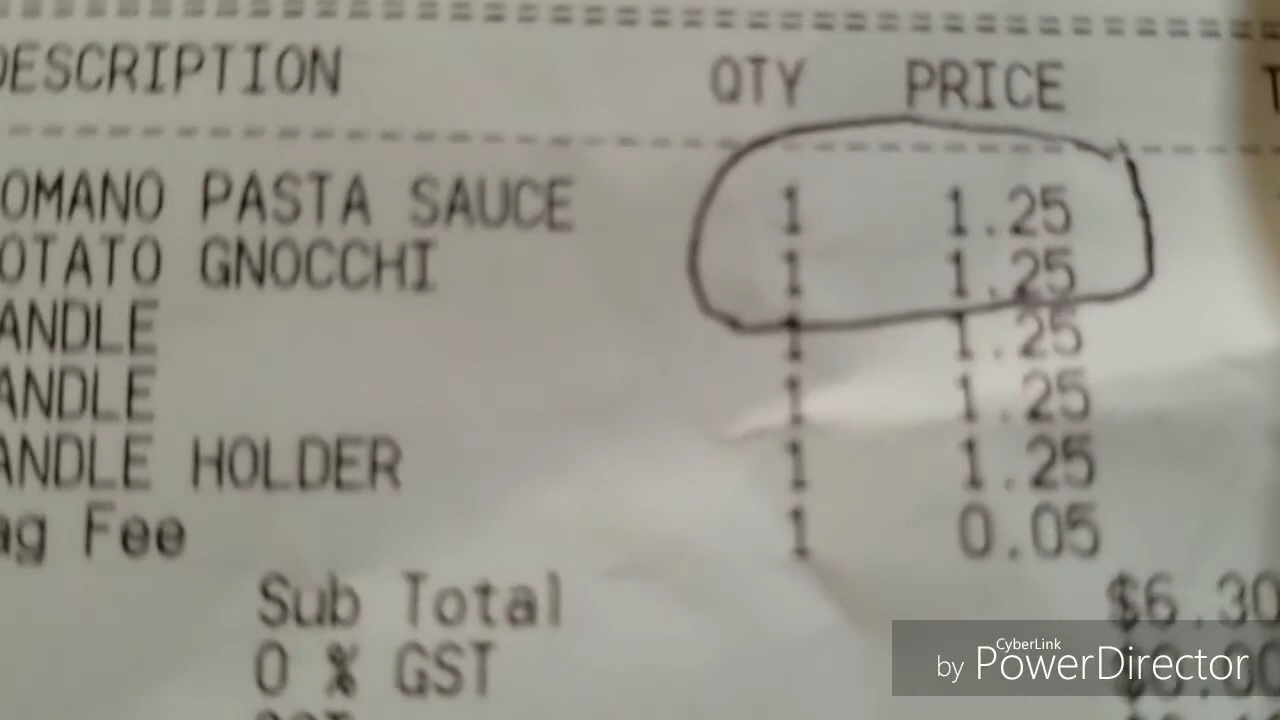 DESCRIPTION QTY PRICE
OMANO PASTA SAUCE 1 1.25
OTATO GNOCCHI 1 1.25
ANDLE 1 1.25
ANDLE 1 1.25
ANDLE HOLDER 1 1.25
ag Fee 1 0.05
Sub Total $6.30
0 % GST
CyberLink
by PowerDirector